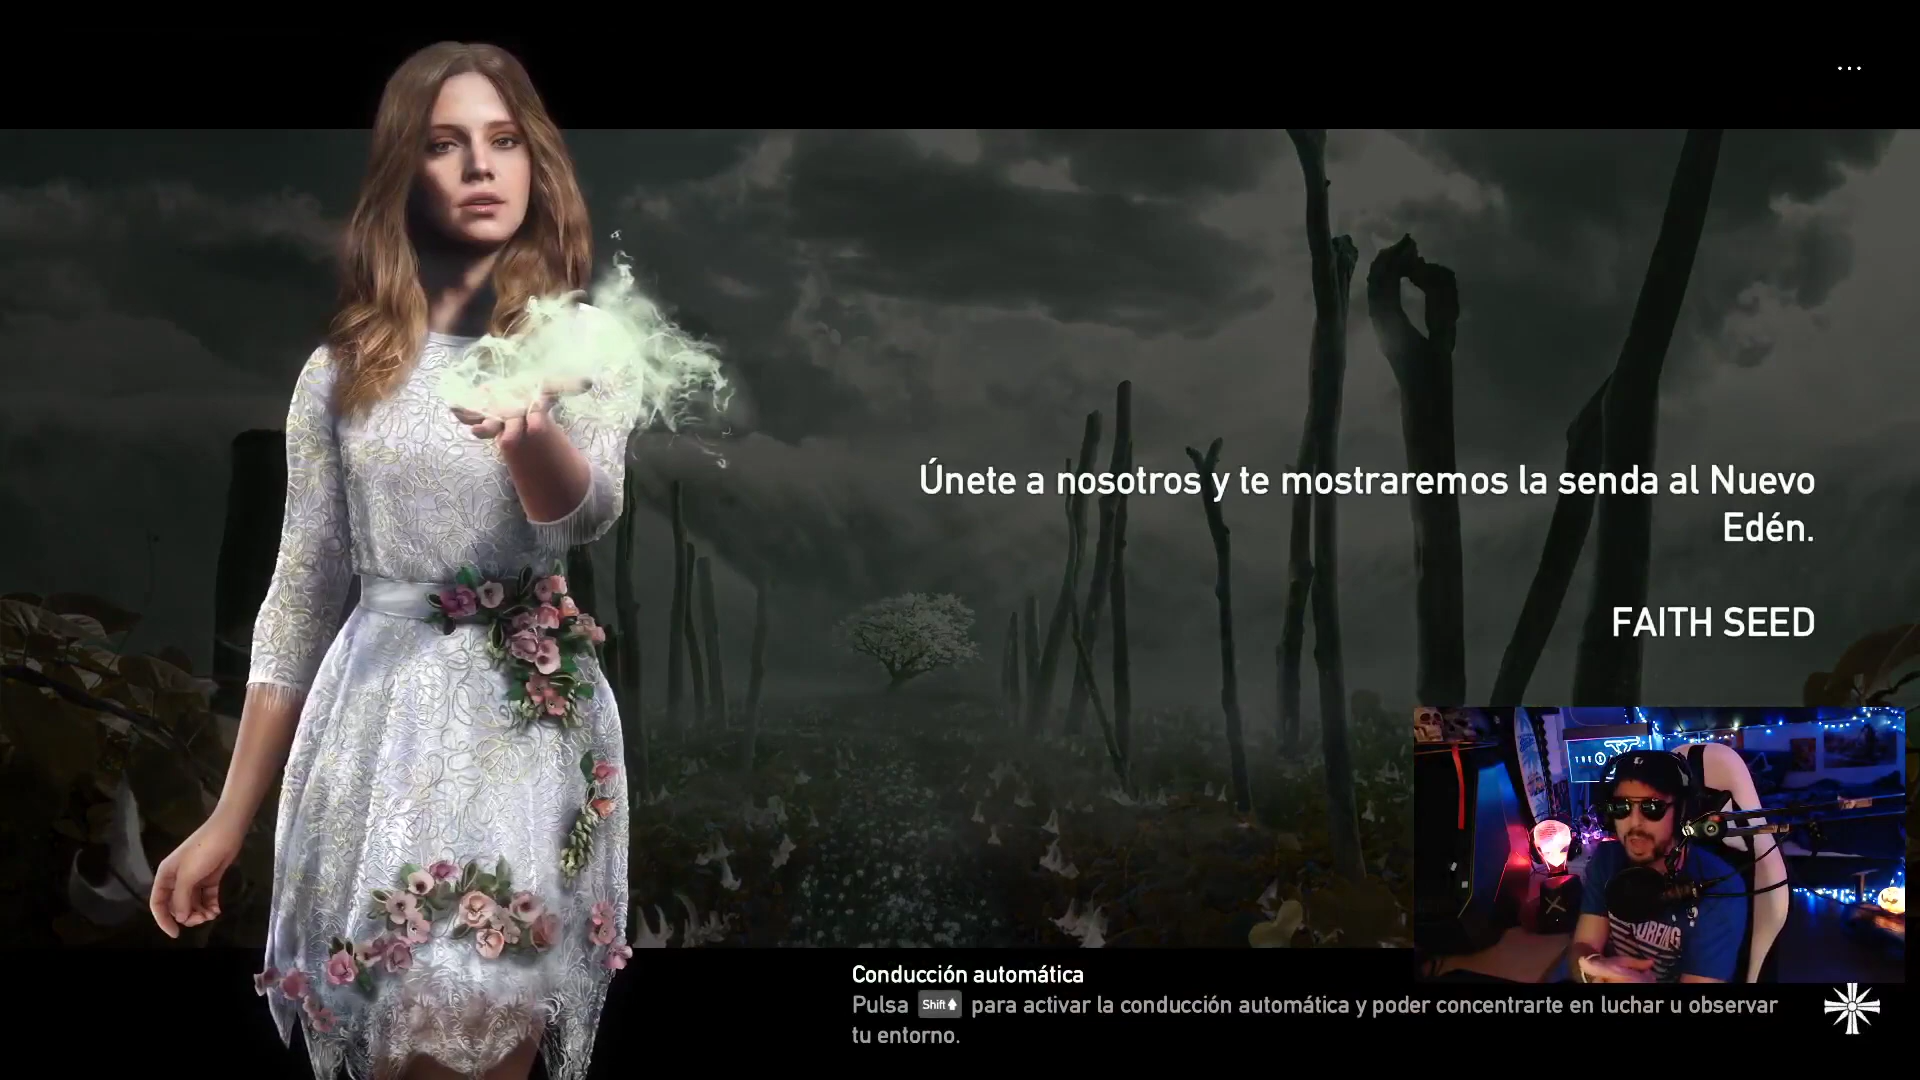 ...
Únete a nosotros y te mostraremos la senda al Nuevo
Edén.
FAITH SEED
THE
Conducción automática
Pulsa Shift para activar la conducción automática y poder concentrarte en luchar u observar
tu entorno.